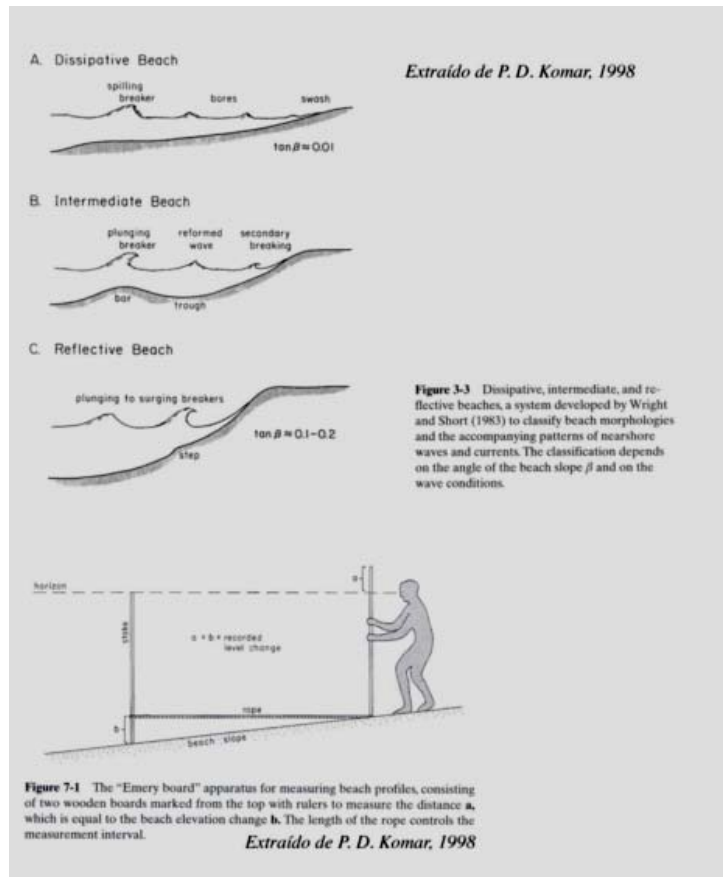 A. Dissipative Beach
Extraído de P. D. Komar, 1998
spilling
breaker
bores
swash
tan β ≈ 0.01
B. Intermediate Beach
plunging
breaker
reformed
wave
secondary
breaking
bar
trough
C. Reflective Beach
plunging to surging breakers
tan β ≈ 0.1–0.2
step
Figure 3-3 Dissipative, intermediate, and re-
flective beaches, a system developed by Wright
and Short (1983) to classify beach morphologies
and the accompanying patterns of nearshore
waves and currents. The classification depends
on the angle of the beach slope β and on the
wave conditions.
horizon
a
stake
a = b = recorded
level change
rope
b
beach slope
Figure 7-1 The “Emery board” apparatus for measuring beach profiles, consisting
of two wooden boards marked from the top with rulers to measure the distance a,
which is equal to the beach elevation change b. The length of the rope controls the
measurement interval.
Extraído de P. D. Komar, 1998